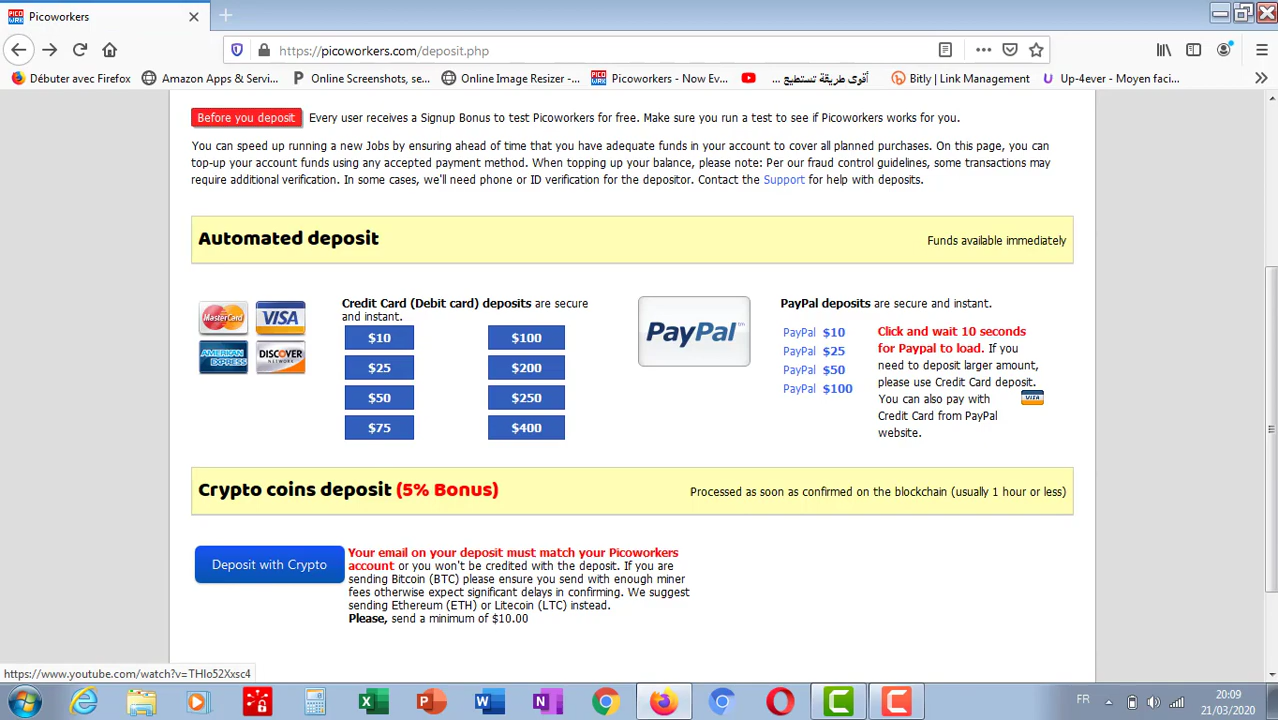 Picoworkers
https://picoworkers.com/deposit.php
Débuter avec Firefox
Amazon Apps & Servi...
Online Screenshots, se...
Online Image Resizer -...
Picoworkers - Now Ev...
أقوى طريقة تستطيع ...
Bitly | Link Management
Up-4ever - Moyen faci...
Before you deposit Every user receives a Signup Bonus to test Picoworkers for free. Make sure you run a test to see if Picoworkers works for you.
You can speed up running a new Jobs by ensuring ahead of time that you have adequate funds in your account to cover all planned purchases. On this page, you can
top-up your account funds using any accepted payment method. When topping up your balance, please note: Per our fraud control guidelines, some transactions may
require additional verification. In some cases, we'll need phone or ID verification for the depositor. Contact the Support for help with deposits.
Automated deposit
Funds available immediately
MasterCard
VISA
AMERICAN EXPRESS
DISCOVER NETWORK
Credit Card (Debit card) deposits are secure
and instant.
$10 $100
$25 $200
$50 $250
$75 $400
PayPal
PayPal deposits are secure and instant.
PayPal $10
PayPal $25
PayPal $50
PayPal $100
Click and wait 10 seconds
for Paypal to load. If you
need to deposit larger amount,
please use Credit Card deposit.
You can also pay with
Credit Card from PayPal
website.
VISA
Crypto coins deposit (5% Bonus)
Processed as soon as confirmed on the blockchain (usually 1 hour or less)
Deposit with Crypto
Your email on your deposit must match your Picoworkers
account or you won't be credited with the deposit. If you are
sending Bitcoin (BTC) please ensure you send with enough miner
fees otherwise expect significant delays in confirming. We suggest
sending Ethereum (ETH) or Litecoin (LTC) instead.
Please, send a minimum of $10.00
https://www.youtube.com/watch?v=THIo52Xxsc4
FR
20:09
21/03/2020